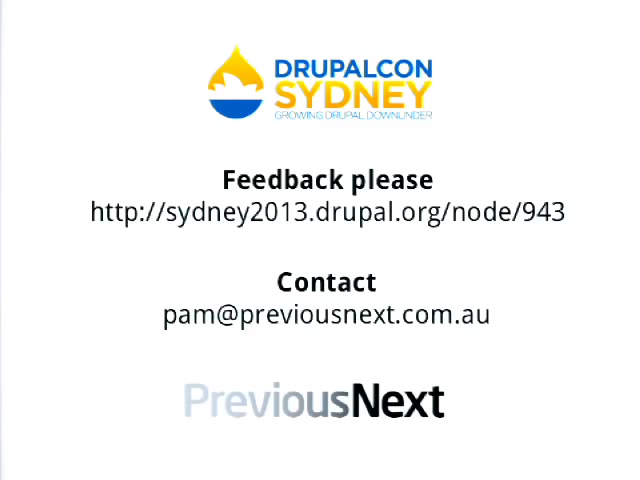 DRUPALCON
SYDNEY
GROWING DRUPAL DOWNUNDER
Feedback please
http://sydney2013.drupal.org/node/943
Contact
pam@previousnext.com.au
PreviousNext